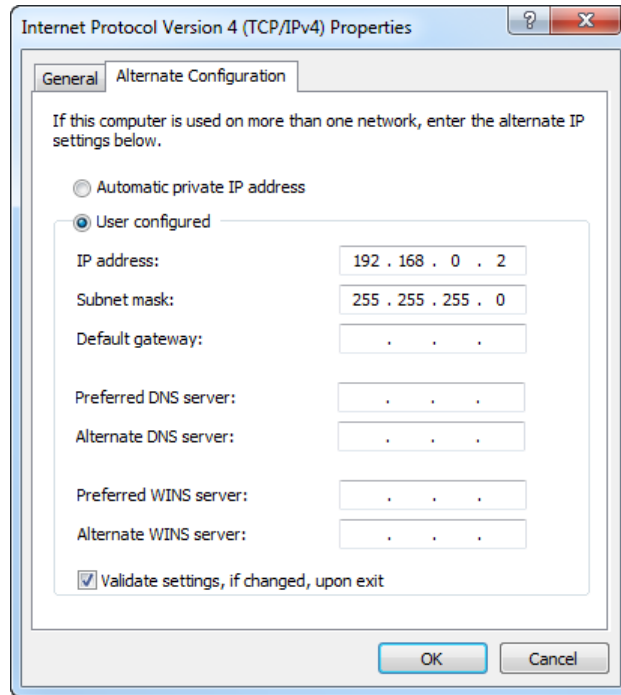 Internet Protocol Version 4 (TCP/IPv4) Properties
? X
General
Alternate Configuration
If this computer is used on more than one network, enter the alternate IP
settings below.
Automatic private IP address
User configured
IP address: 192 . 168 . 0 . 2
Subnet mask: 255 . 255 . 255 . 0
Default gateway: . . .
Preferred DNS server: . . .
Alternate DNS server: . . .
Preferred WINS server: . . .
Alternate WINS server: . . .
Validate settings, if changed, upon exit
OK Cancel